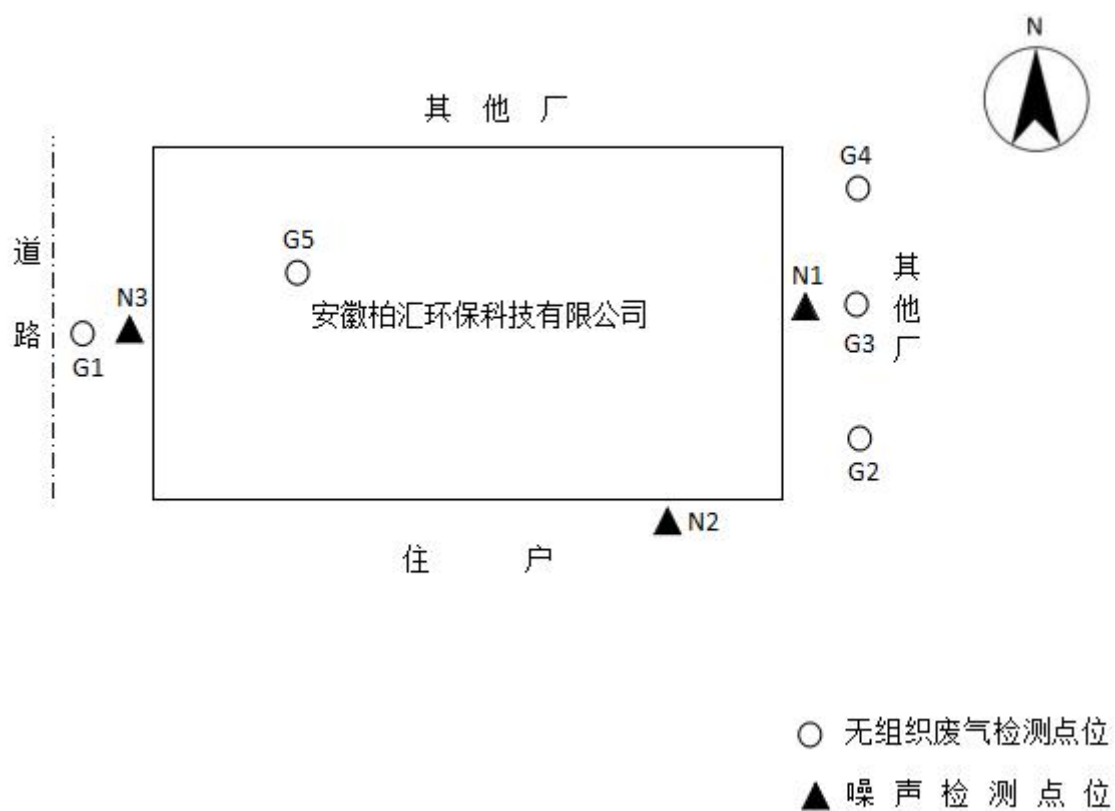 N
其他厂
G4
道路
G5
N1
其他厂
N3
安徽柏汇环保科技有限公司
G3
G1
G2
N2
住户
无组织废气检测点位
噪声检测点位